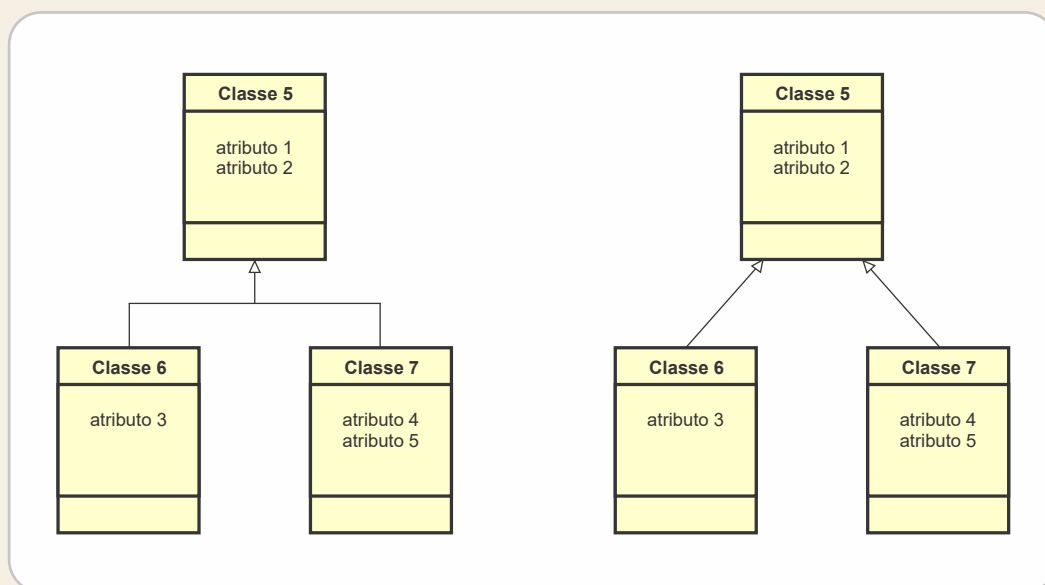 Classe 5
atributo 1
atributo 2
Classe 6
atributo 3
Classe 7
atributo 4
atributo 5
Classe 5
atributo 1
atributo 2
Classe 6
atributo 3
Classe 7
atributo 4
atributo 5